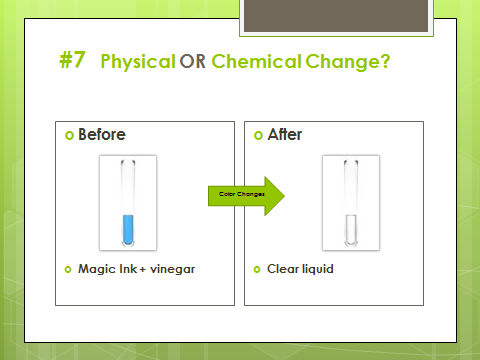 #7 Physical OR Chemical Change?
Before
After
Color Changes
Magic Ink + vinegar
Clear liquid